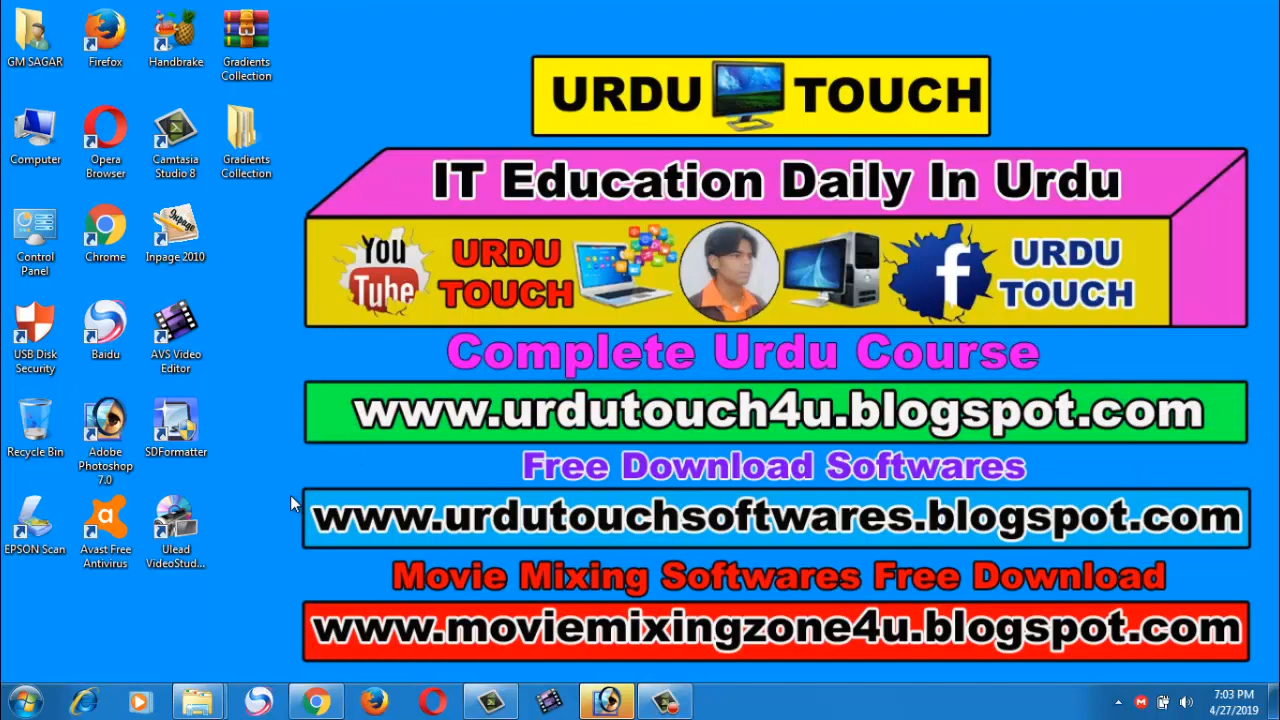 GM SAGAR
Firefox
Handbrake
Gradients
Collection
Computer
Opera
Browser
Camtasia
Studio 8
Gradients
Collection
Control
Panel
Chrome
Inpage 2010
USB Disk
Security
Baidu
AVS Video
Editor
Recycle Bin
Adobe
Photoshop
7.0
SDFormatter
EPSON Scan
Avast Free
Antivirus
Ulead
VideoStud...
URDU TOUCH
IT Education Daily In Urdu
You
Tube
URDU
TOUCH
f
URDU
TOUCH
Complete Urdu Course
www.urdutouch4u.blogspot.com
Free Download Softwares
www.urdutouchsoftwares.blogspot.com
Movie Mixing Softwares Free Download
www.moviemixingzone4u.blogspot.com
7:03 PM
4/27/2019